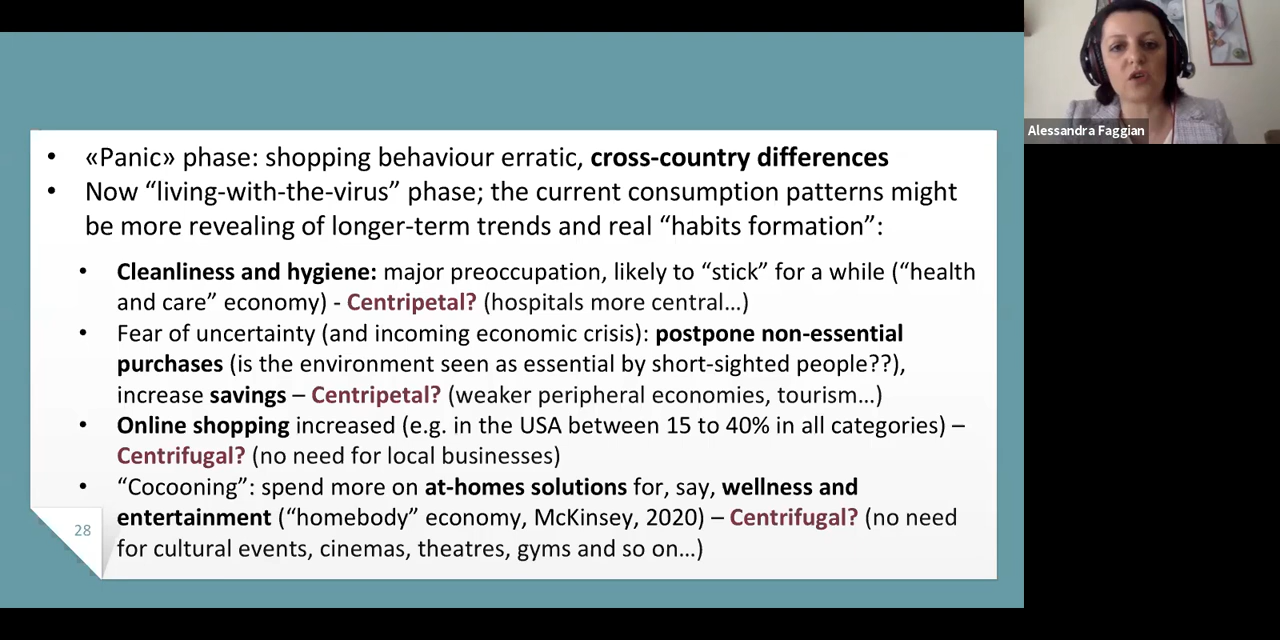 • «Panic» phase: shopping behaviour erratic, cross-country differences
• Now “living-with-the-virus” phase; the current consumption patterns might
be more revealing of longer-term trends and real “habits formation”:
• Cleanliness and hygiene: major preoccupation, likely to “stick” for a while (“health
and care” economy) - Centripetal? (hospitals more central…)
• Fear of uncertainty (and incoming economic crisis): postpone non-essential
purchases (is the environment seen as essential by short-sighted people??),
increase savings – Centripetal? (weaker peripheral economies, tourism…)
• Online shopping increased (e.g. in the USA between 15 to 40% in all categories) –
Centrifugal? (no need for local businesses)
• “Cocooning”: spend more on at-homes solutions for, say, wellness and
entertainment (“homebody” economy, McKinsey, 2020) – Centrifugal? (no need
for cultural events, cinemas, theatres, gyms and so on…)
28
Alessandra Faggian